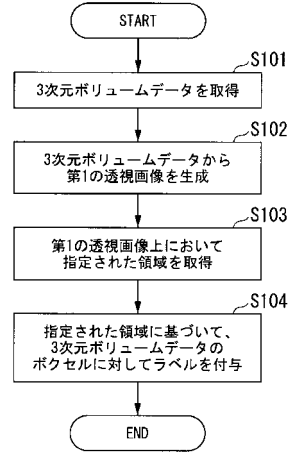 START
S101
3次元ボリュームデータを取得
S102
3次元ボリュームデータから
第1の透視画像を生成
S103
第1の透視画像上において
指定された領域を取得
S104
指定された領域に基づいて、
3次元ボリュームデータの
ボクセルに対してラベルを付与
END